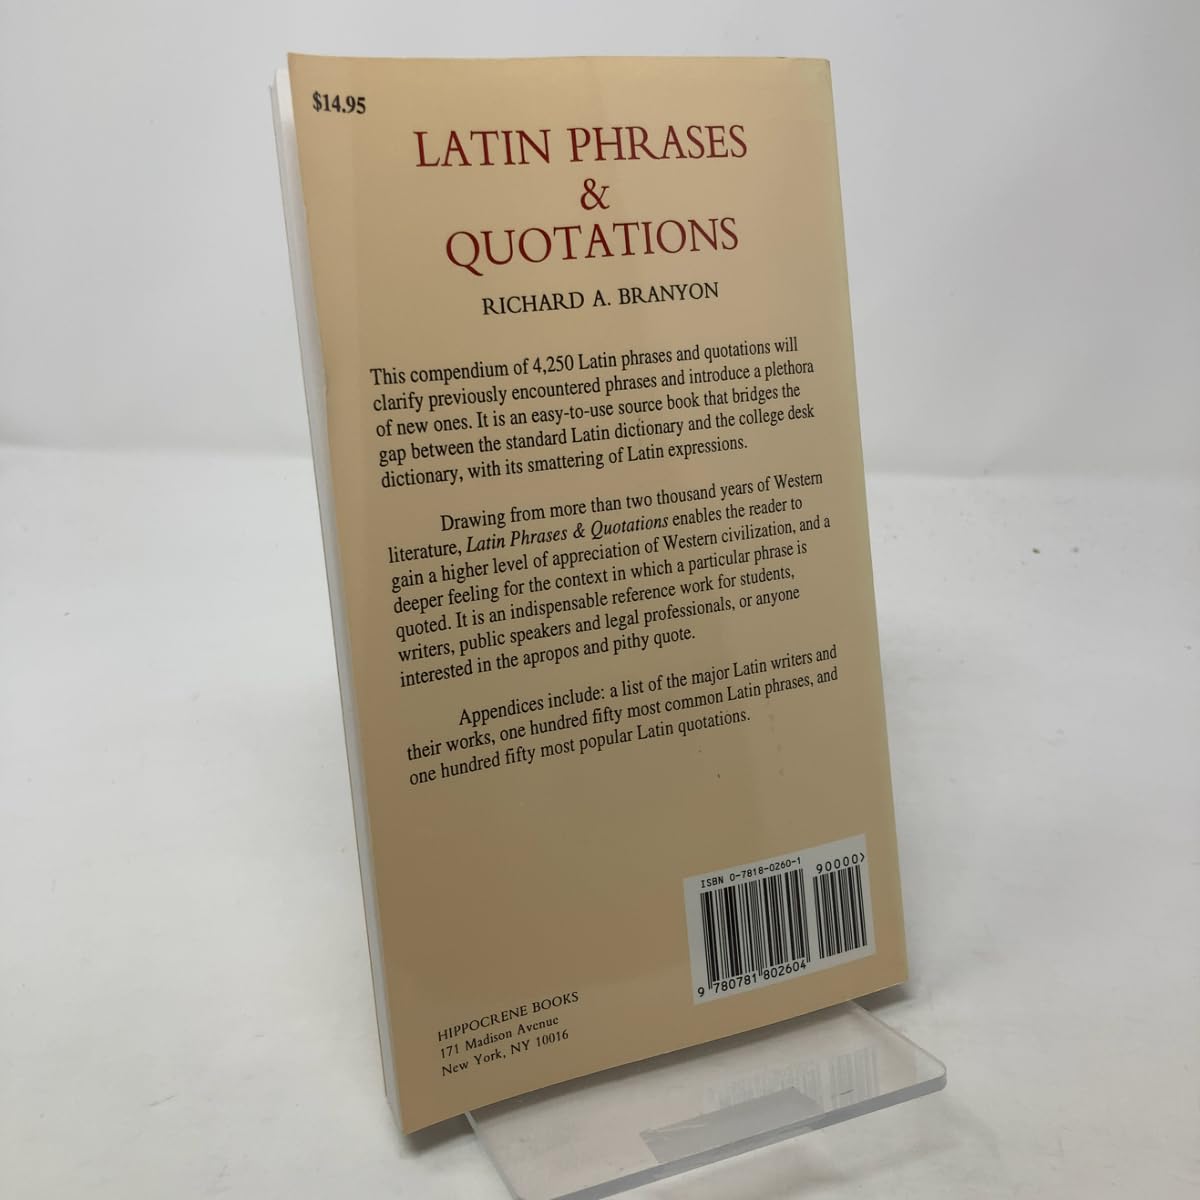 $14.95
LATIN PHRASES
&
QUOTATIONS
RICHARD A. BRANYON
This compendium of 4,250 Latin phrases and quotations will
clarify previously encountered phrases and introduce a plethora
of new ones. It is an easy-to-use source book that bridges the
gap between the standard Latin dictionary and the college desk
dictionary, with its smattering of Latin expressions.
Drawing from more than two thousand years of Western
literature, Latin Phrases & Quotations enables the reader to
gain a higher level of appreciation of Western civilization, and a
deeper feeling for the context in which a particular phrase is
quoted. It is an indispensable reference work for students,
writers, public speakers and legal professionals, or anyone
interested in the apropos and pithy quote.
Appendices include: a list of the major Latin writers and
their works, one hundred fifty most common Latin phrases, and
one hundred fifty most popular Latin quotations.
ISBN 0-7818-0260-1
90000>
9 780781 802604
HIPPOCRENE BOOKS
171 Madison Avenue
New York, NY 10016